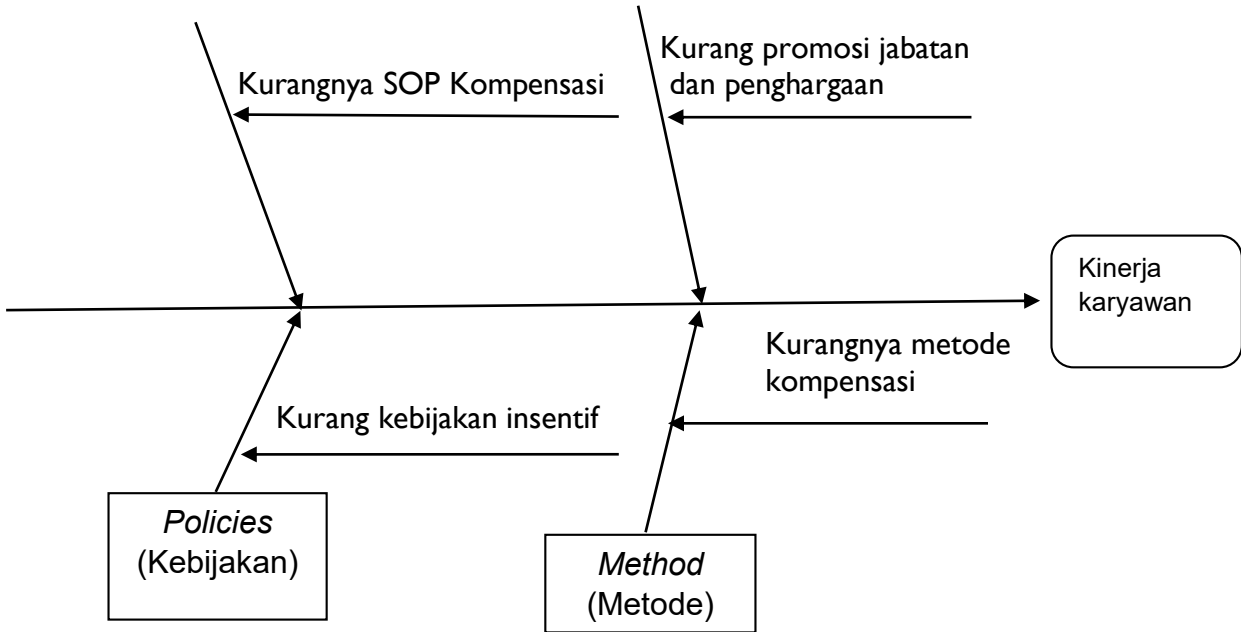 Kurangnya SOP Kompensasi
Kurang promosi jabatan
dan penghargaan
Kinerja
karyawan
Kurangnya metode
kompensasi
Kurang kebijakan insentif
Policies
(Kebijakan)
Method
(Metode)